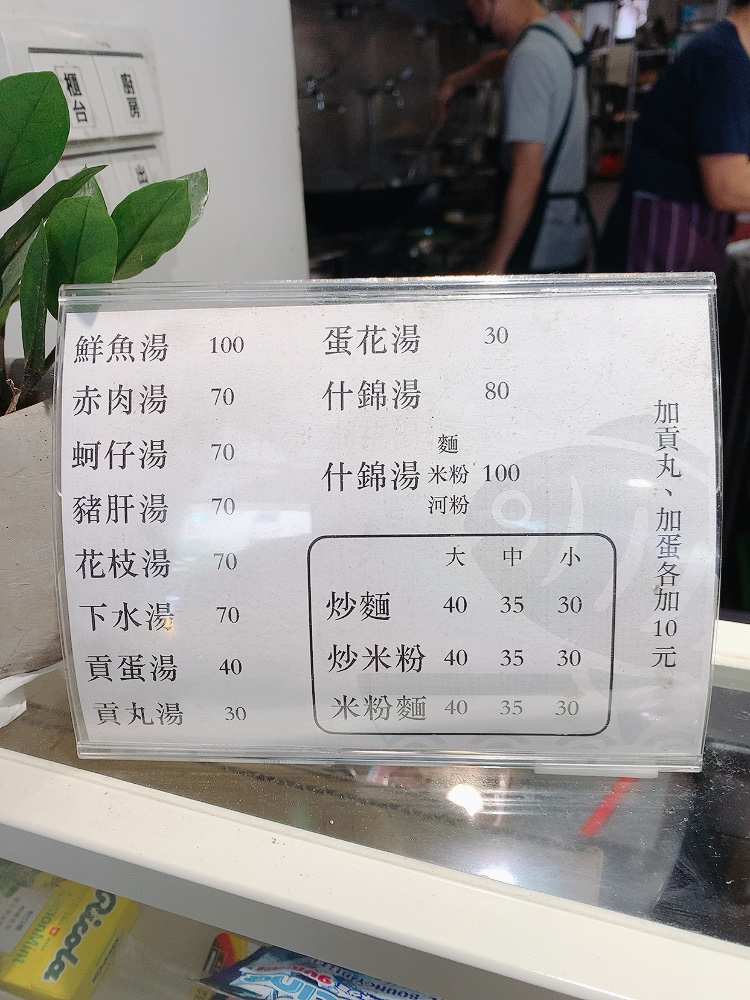 櫃台
廚房
出
鮮魚湯 100
赤肉湯 70
蚵仔湯 70
豬肝湯 70
花枝湯 70
下水湯 70
貢蛋湯 40
貢丸湯 30
蛋花湯 30
什錦湯 80
什錦湯 麵 米粉 河粉 100
大 中 小
炒麵 40 35 30
炒米粉 40 35 30
米粉麵 40 35 30
加貢丸、加蛋各加10元
Ricola